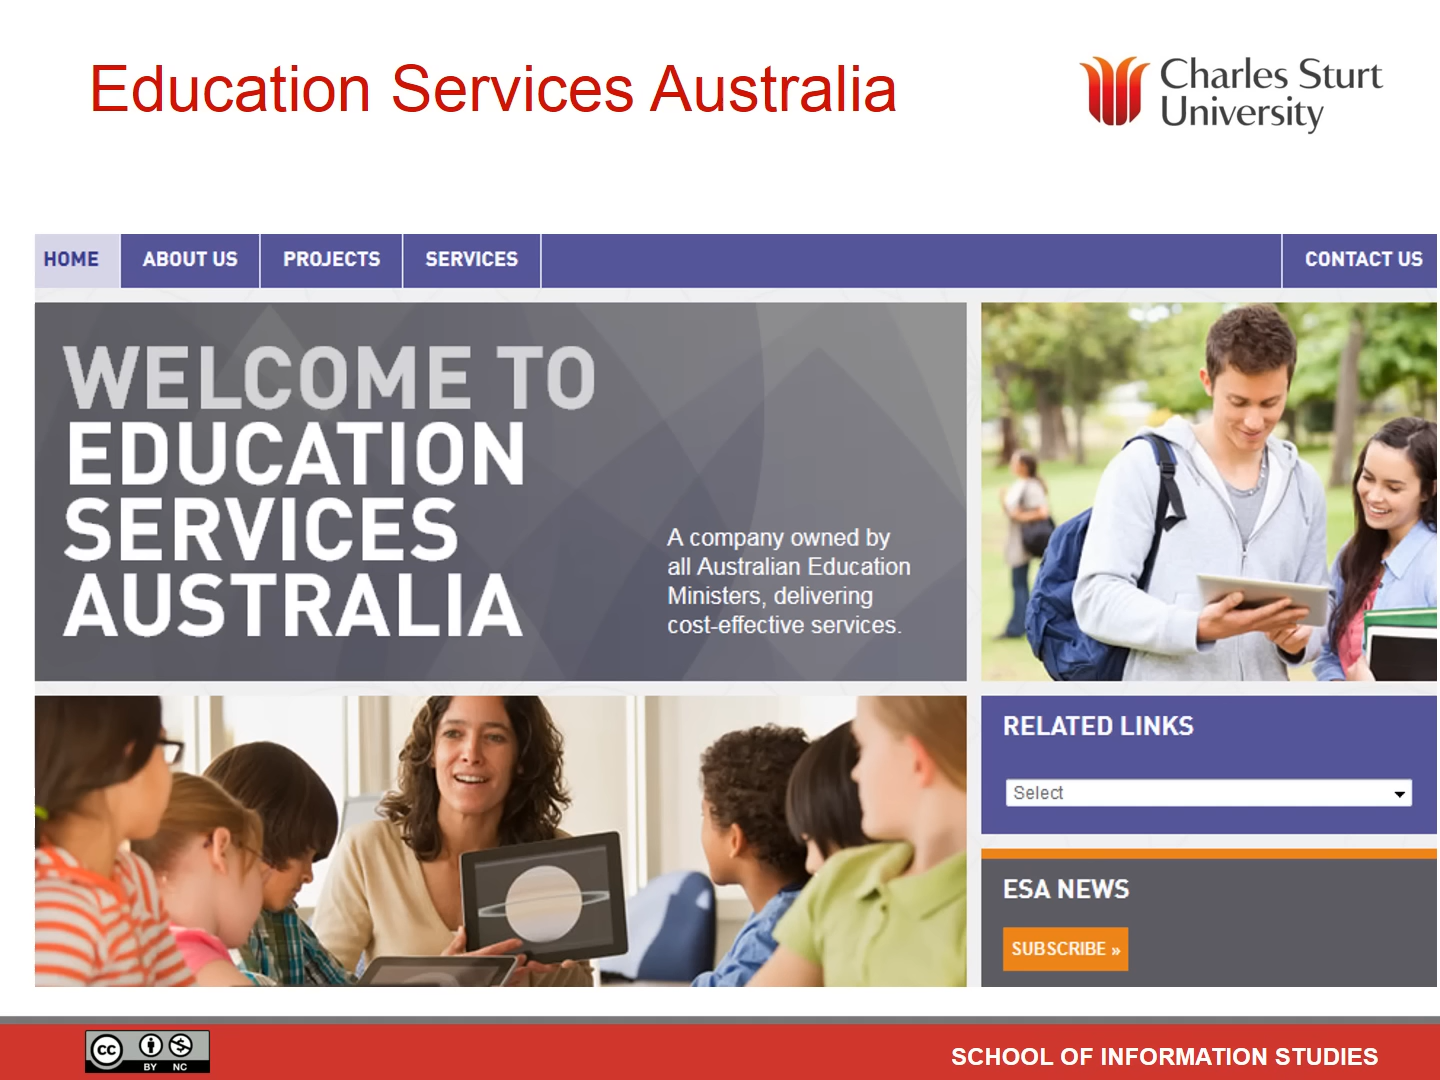 Education Services Australia
Charles Sturt
University
HOME
ABOUT US
PROJECTS
SERVICES
CONTACT US
WELCOME TO
EDUCATION
SERVICES
AUSTRALIA
A company owned by
all Australian Education
Ministers, delivering
cost-effective services.
RELATED LINKS
Select
ESA NEWS
SUBSCRIBE »
cc
BY NC
SCHOOL OF INFORMATION STUDIES